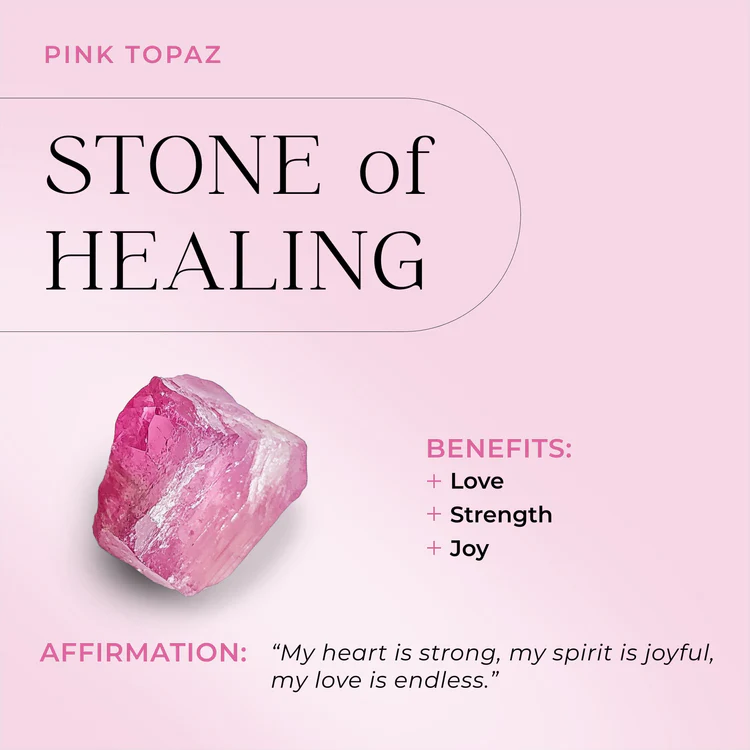 PINK TOPAZ
STONE of
HEALING
BENEFITS:
+ Love
+ Strength
+ Joy
AFFIRMATION: “My heart is strong, my spirit is joyful,
my love is endless.”